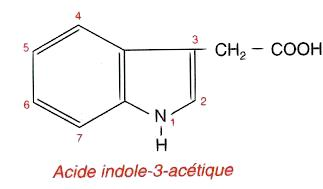 4
3
CH₂ – COOH
5
6
2
7
N 1
H
Acide indole-3-acétique